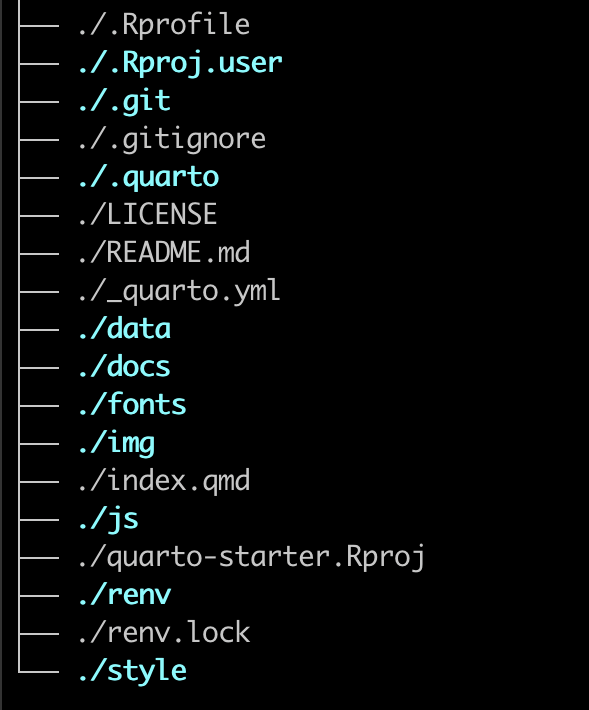 ├── ./.Rprofile
├── ./.Rproj.user
├── ./.git
├── ./.gitignore
├── ./.quarto
├── ./LICENSE
├── ./README.md
├── ./_quarto.yml
├── ./data
├── ./docs
├── ./fonts
├── ./img
├── ./index.qmd
├── ./js
├── ./quarto-starter.Rproj
├── ./renv
├── ./renv.lock
└── ./style